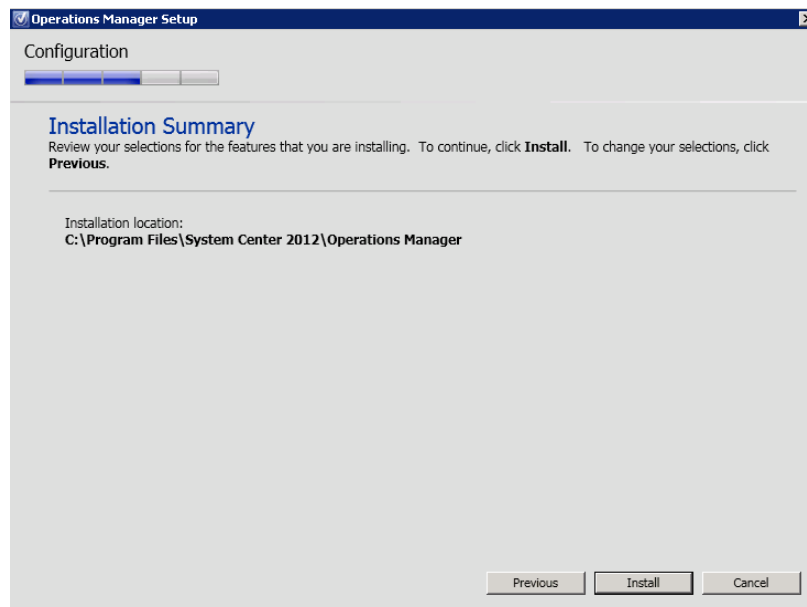 Operations Manager Setup
Configuration
Installation Summary
Review your selections for the features that you are installing.  To continue, click Install.   To change your selections, click
Previous.
Installation location:
C:\Program Files\System Center 2012\Operations Manager
Previous
Install
Cancel